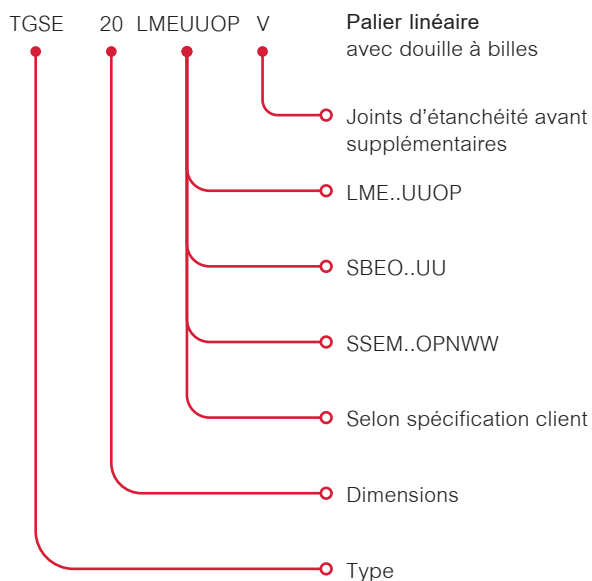 TGSE 20 LMEUUOP V
Palier linéaire
avec douille à billes
Joints d’étanchéité avant
supplémentaires
LME..UUOP
SBEO..UU
SSEM..OPNWW
Selon spécification client
Dimensions
Type